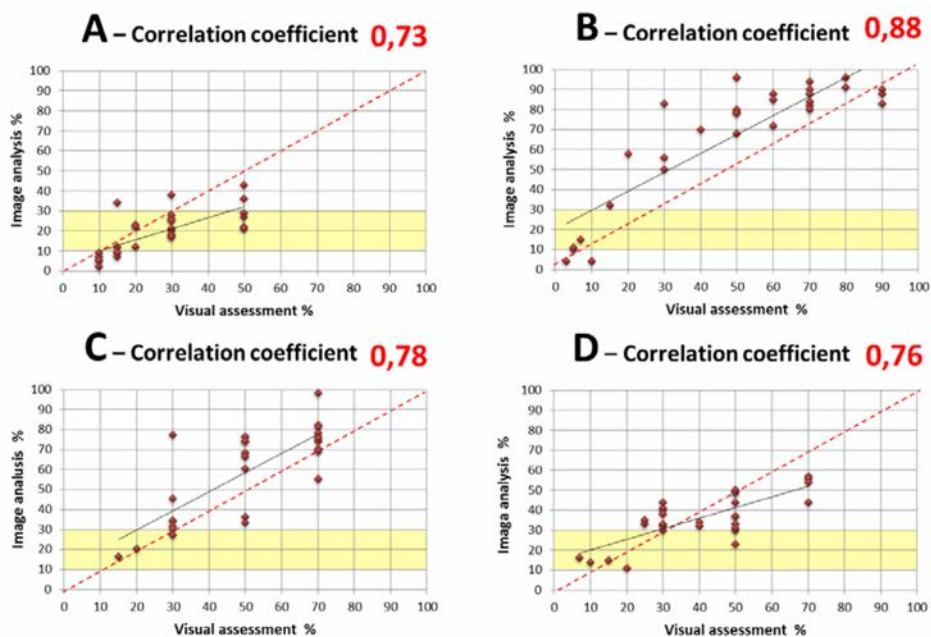 A – Correlation coefficient 0,73
100
90
80
70
60
50
40
30
20
10
0
Image analysis %
0 10 20 30 40 50 60 70 80 90 100
Visual assessment %
B – Correlation coefficient 0,88
100
90
80
70
60
50
40
30
20
10
0
Image analysis %
0 10 20 30 40 50 60 70 80 90 100
Visual assessment %
C – Correlation coefficient 0,78
100
90
80
70
60
50
40
30
20
10
0
Image analusis %
0 10 20 30 40 50 60 70 80 90 100
Visual assessment %
D – Correlation coefficient 0,76
100
90
80
70
60
50
40
30
20
10
0
Imaga analysis %
0 10 20 30 40 50 60 70 80 90 100
Visual assessment %